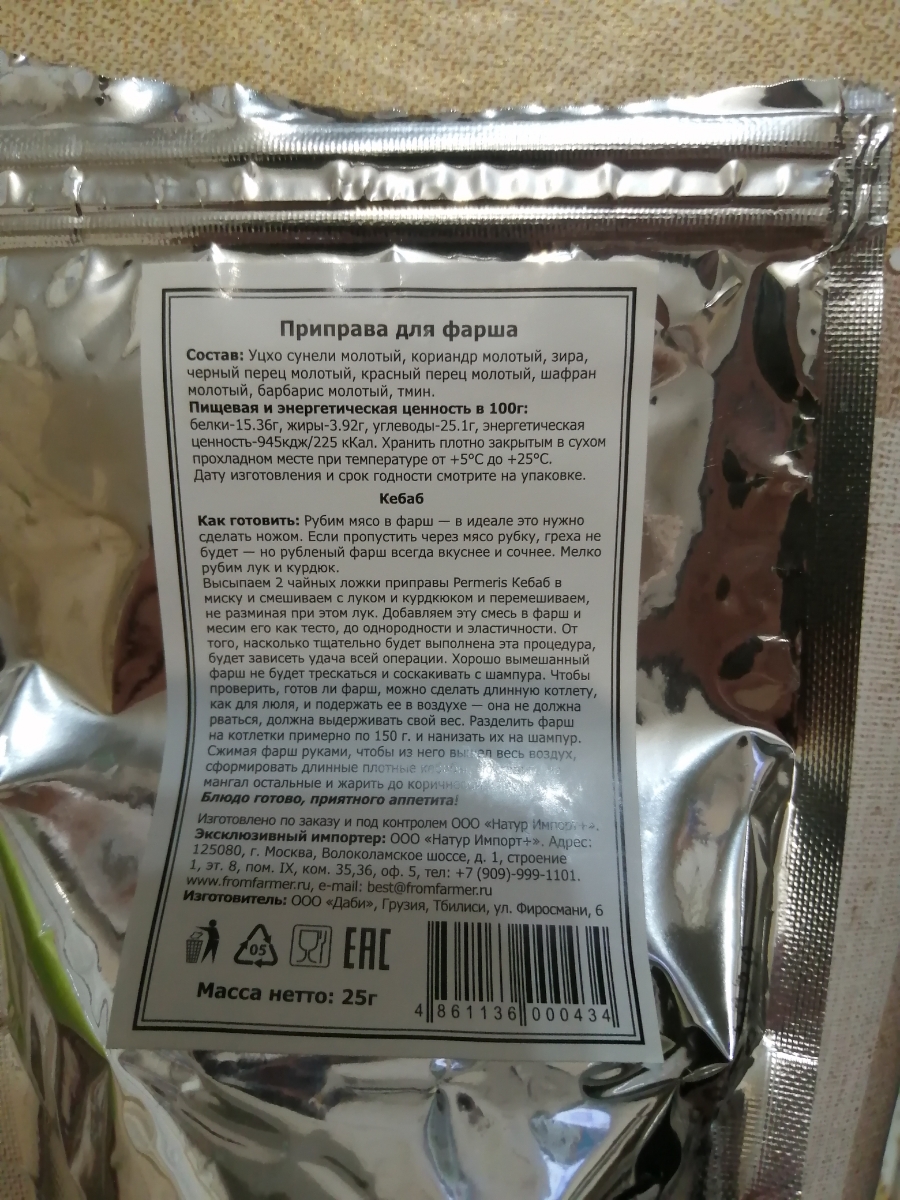 Приправа для фарша
Состав: Уцхо сунели молотый, кориандр молотый, зира,
черный перец молотый, красный перец молотый, шафран
молотый, барбарис молотый, тмин.
Пищевая и энергетическая ценность в 100г:
белки-15.36г, жиры-3.92г, углеводы-25.1г, энергетическая
ценность-945кдж/225 кКал. Хранить плотно закрытым в сухом
прохладном месте при температуре от +5°С до +25°С.
Дату изготовления и срок годности смотрите на упаковке.
Кебаб
Как готовить: Рубим мясо в фарш — в идеале это нужно
сделать ножом. Если пропустить через мясо рубку, греха не
будет — но рубленый фарш всегда вкуснее и сочнее. Мелко
рубим лук и курдюк.
Высыпаем 2 чайных ложки приправы Permeris Кебаб в
миску и смешиваем с луком и курдкюком и перемешиваем,
не разминая при этом лук. Добавляем эту смесь в фарш и
месим его как тесто, до однородности и эластичности. От
того, насколько тщательно будет выполнена эта процедура,
будет зависеть удача всей операции. Хорошо вымешанный
фарш не будет трескаться и соскакивать с шампура. Чтобы
проверить, готов ли фарш, можно сделать длинную котлету,
как для люля, и подержать ее в воздухе — она не должна
рваться, должна выдерживать свой вес. Разделить фарш
на котлетки примерно по 150 г. и нанизать их на шампур.
Сжимая фарш руками, чтобы из него вышел весь воздух,
сформировать длинные плотные
мангал остальные и жарить до
Блюдо готово, приятного аппетита!
Изготовлено по заказу и под контролем ООО «Натур Импорт+».
Эксклюзивный импортер: ООО «Натур Импорт+». Адрес:
125080, г. Москва, Волоколамское шоссе, д. 1, строение
1, эт. 8, пом. IX, ком. 35,36, оф. 5, тел: +7 (909)-999-1101.
www.fromfarmer.ru, e-mail: best@fromfarmer.ru
Изготовитель: ООО «Даби», Грузия, Тбилиси, ул. Фиросмани, 6
05 EAC
Масса нетто: 25г
4 861136 000434